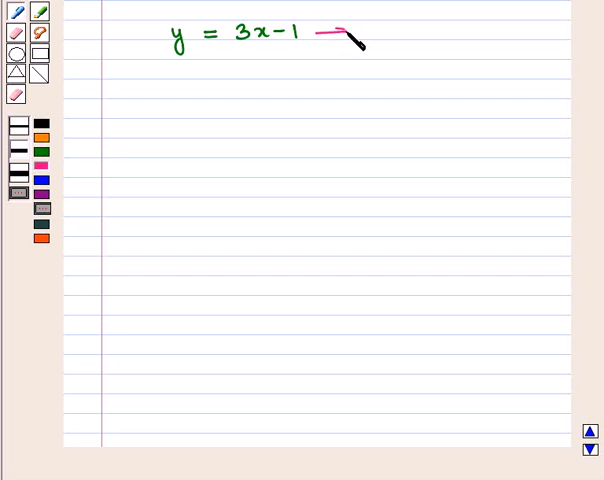 y = 3x - 1 →